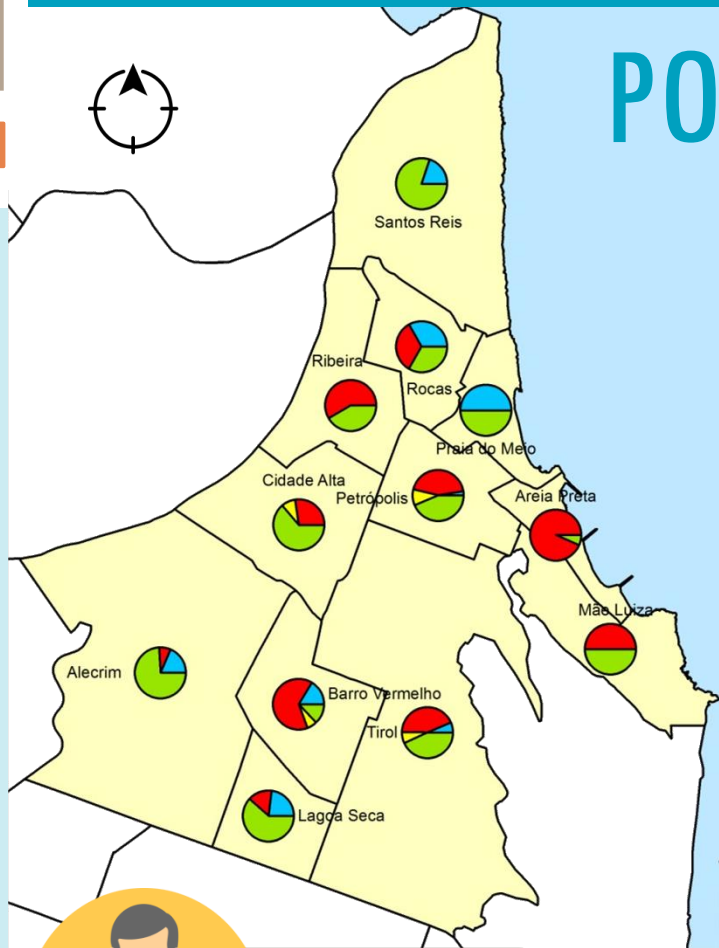 PO
Santos Reis
Ribeira
Rocas
Praia do Meio
Cidade Alta
Petrópolis
Areia Preta
Mãe Luiza
Alecrim
Barro Vermelho
Tirol
Lagoa Seca